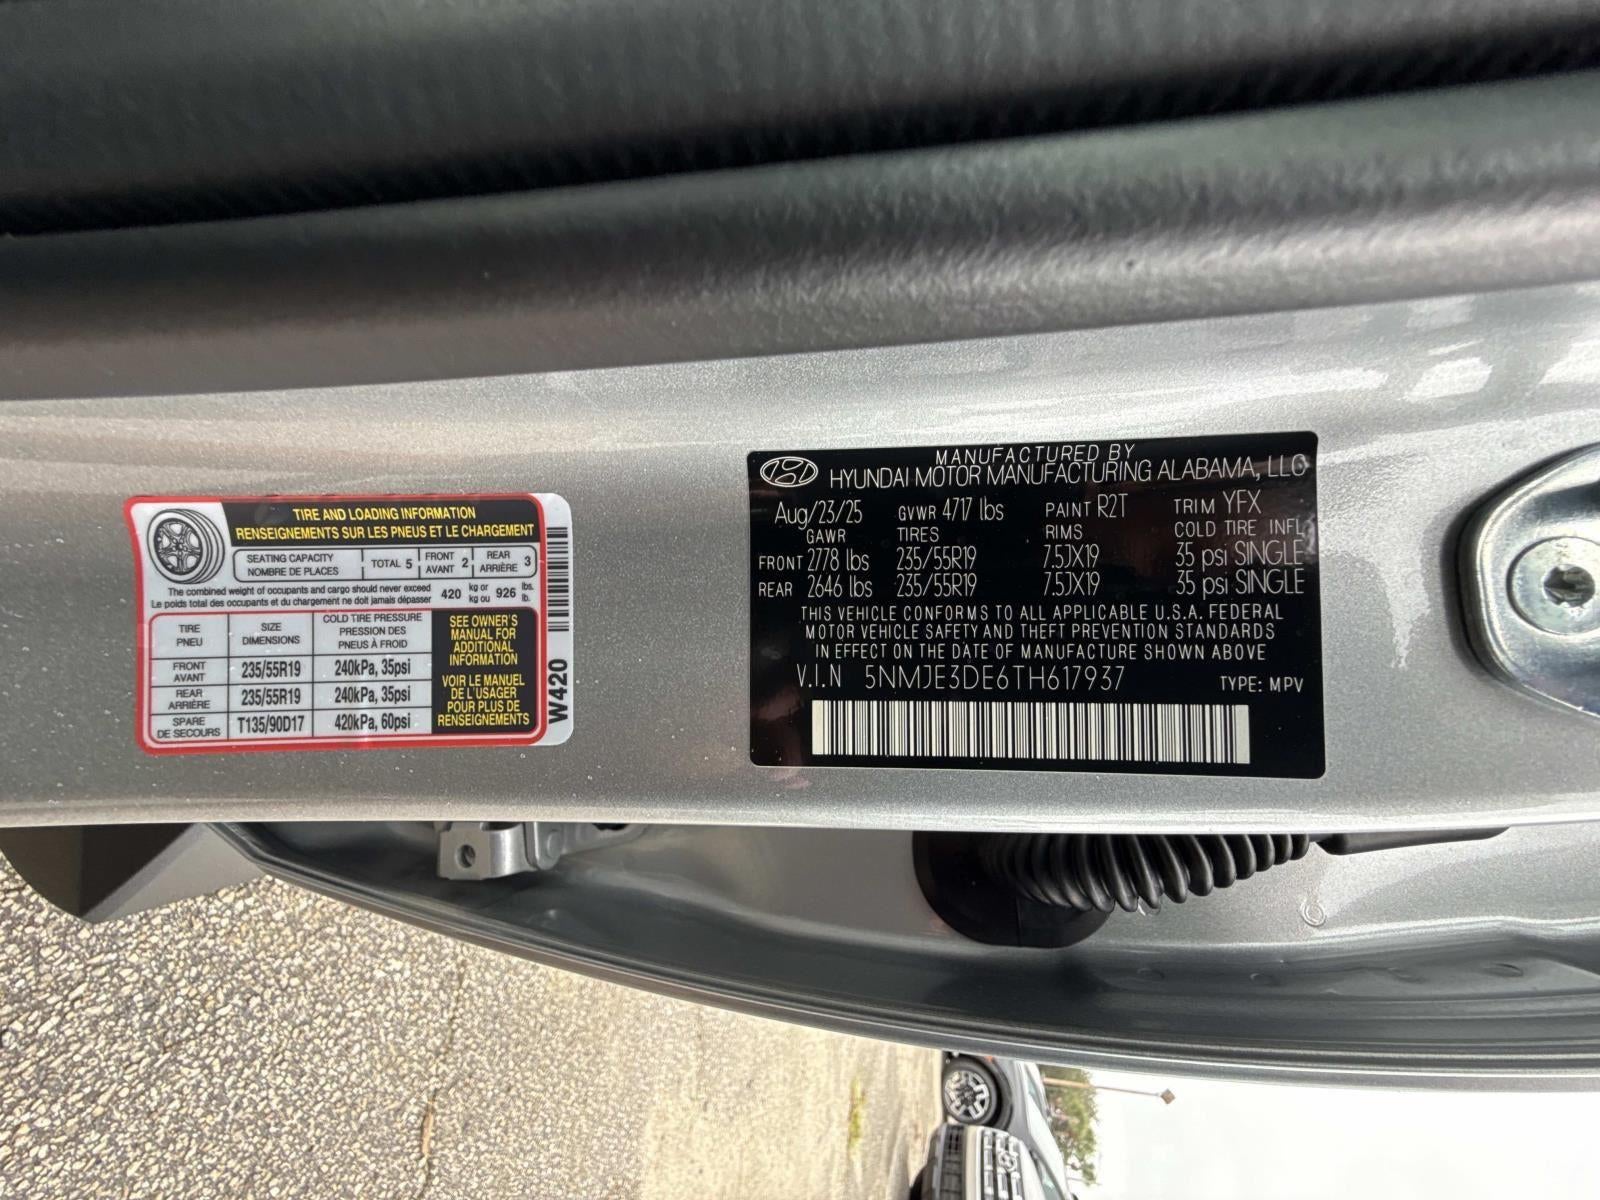 TIRE AND LOADING INFORMATION
RENSEIGNEMENTS SUR LES PNEUS ET LE CHARGEMENT
SEATING CAPACITY
NOMBRE DE PLACES
TOTAL 5
FRONT
AVANT 2
REAR
ARRIÈRE 3
The combined weight of occupants and cargo should never exceed
Le poids total des occupants et du chargement ne doit jamais dépasser
420 kg or
kg ou 926 lbs.
lb.
TIRE
PNEU
SIZE
DIMENSIONS
COLD TIRE PRESSURE
PRESSION DES
PNEUS À FROID
FRONT
AVANT
235/55R19
240kPa, 35psi
REAR
ARRIÈRE
235/55R19
240kPa, 35psi
SPARE
DE SECOURS
T135/90D17
420kPa, 60psi
SEE OWNER'S
MANUAL FOR
ADDITIONAL
INFORMATION
VOIR LE MANUEL
DE L'USAGER
POUR PLUS DE
RENSEIGNEMENTS
W420
MANUFACTURED BY
HYUNDAI MOTOR MANUFACTURING ALABAMA, LLC
Aug/23/25 GVWR 4717 lbs PAINT R2T TRIM YFX
GAWR TIRES RIMS COLD TIRE INFL
FRONT 2778 lbs 235/55R19 7.5JX19 35 psi SINGLE
REAR 2646 lbs 235/55R19 7.5JX19 35 psi SINGLE
THIS VEHICLE CONFORMS TO ALL APPLICABLE U.S.A. FEDERAL
MOTOR VEHICLE SAFETY AND THEFT PREVENTION STANDARDS
IN EFFECT ON THE DATE OF MANUFACTURE SHOWN ABOVE
V.I.N 5NMJE3DE6TH617937 TYPE: MPV